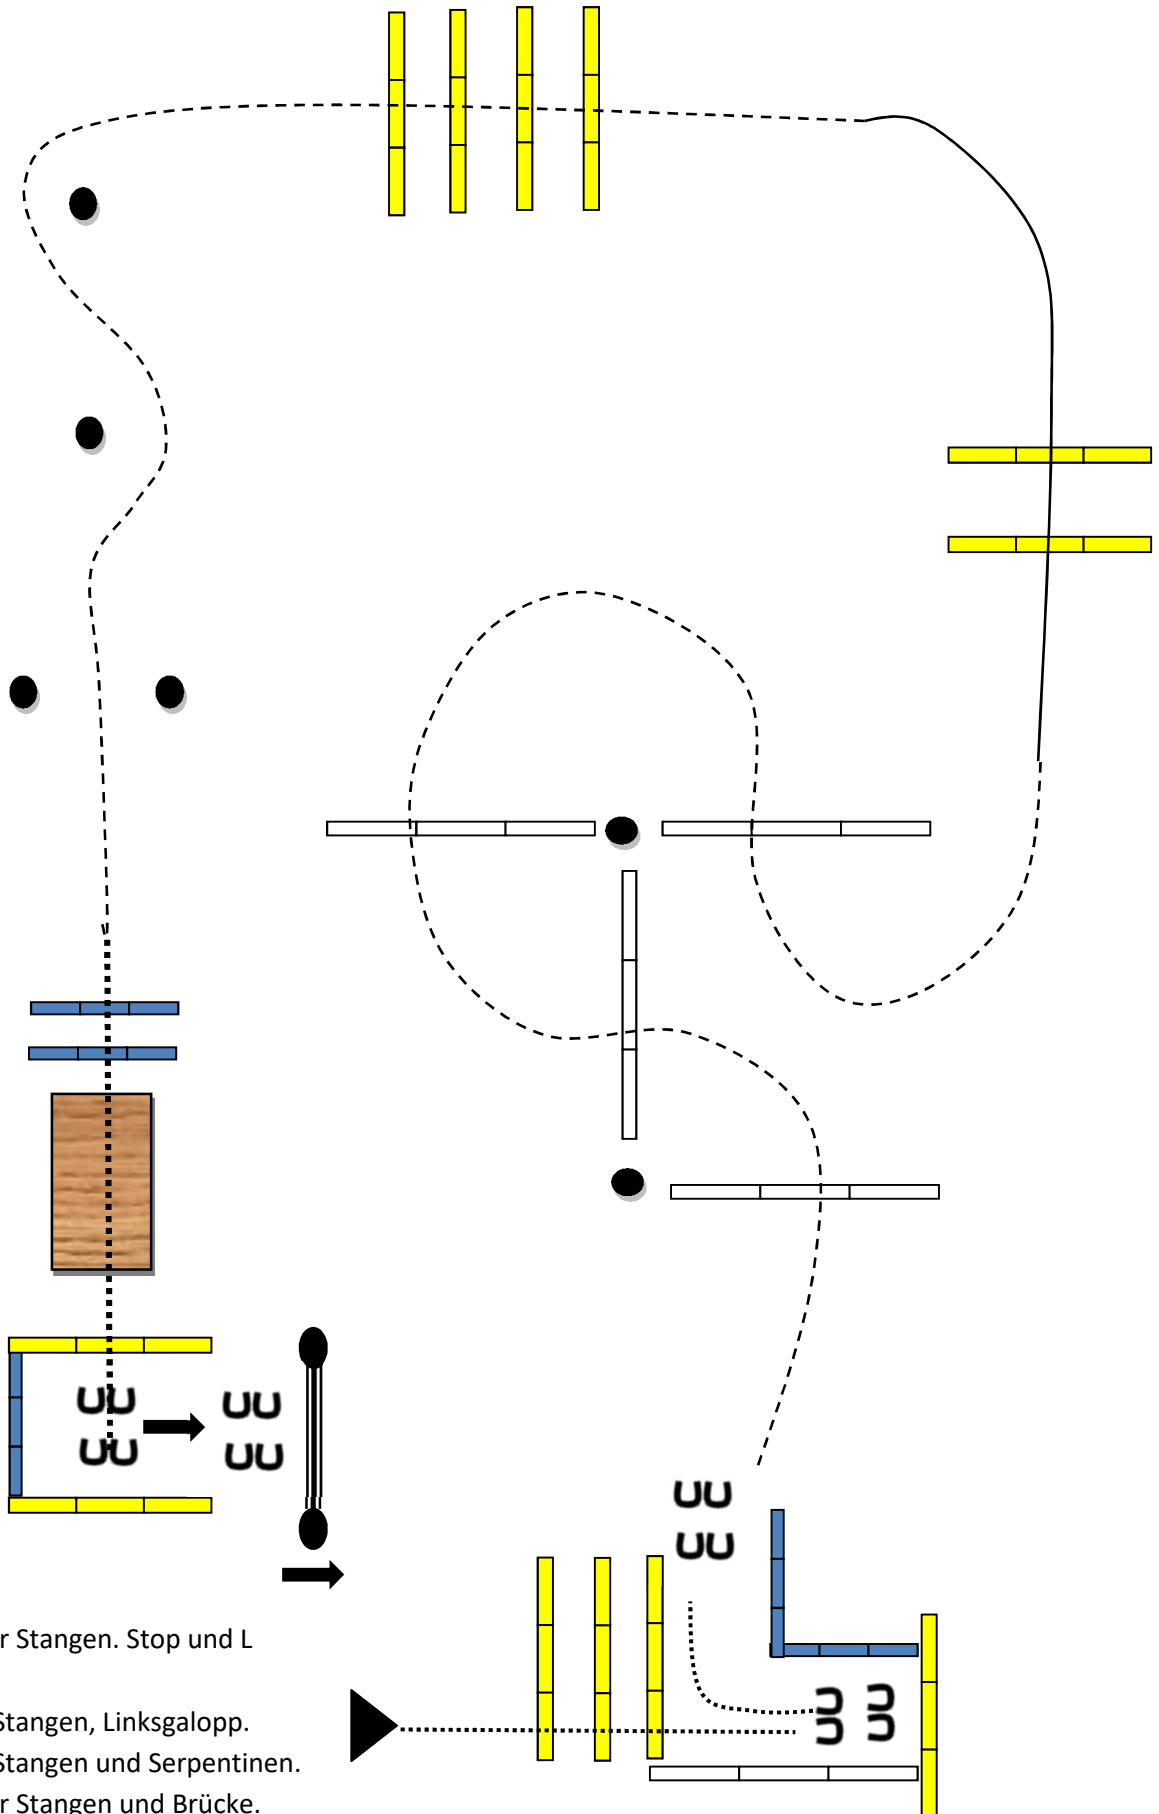 r Stangen. Stop und L
Stangen, Linksgalopp.
Stangen und Serpentinen.
r Stangen und Brücke.